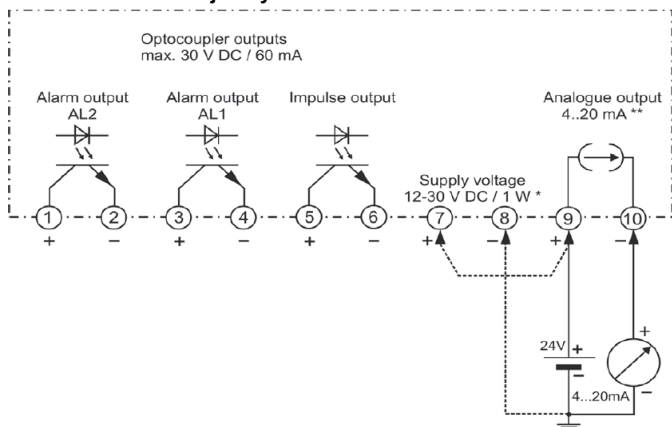 Optocoupler outputs
max. 30 V DC / 60 mA
Alarm output
AL2
Alarm output
AL1
Impulse output
Analogue output
4..20 mA **
Supply voltage
12-30 V DC / 1 W *
1 2 3 4 5 6 7 8 9 10
+ − + − + − + − + −
24V + +
− −
4...20mA